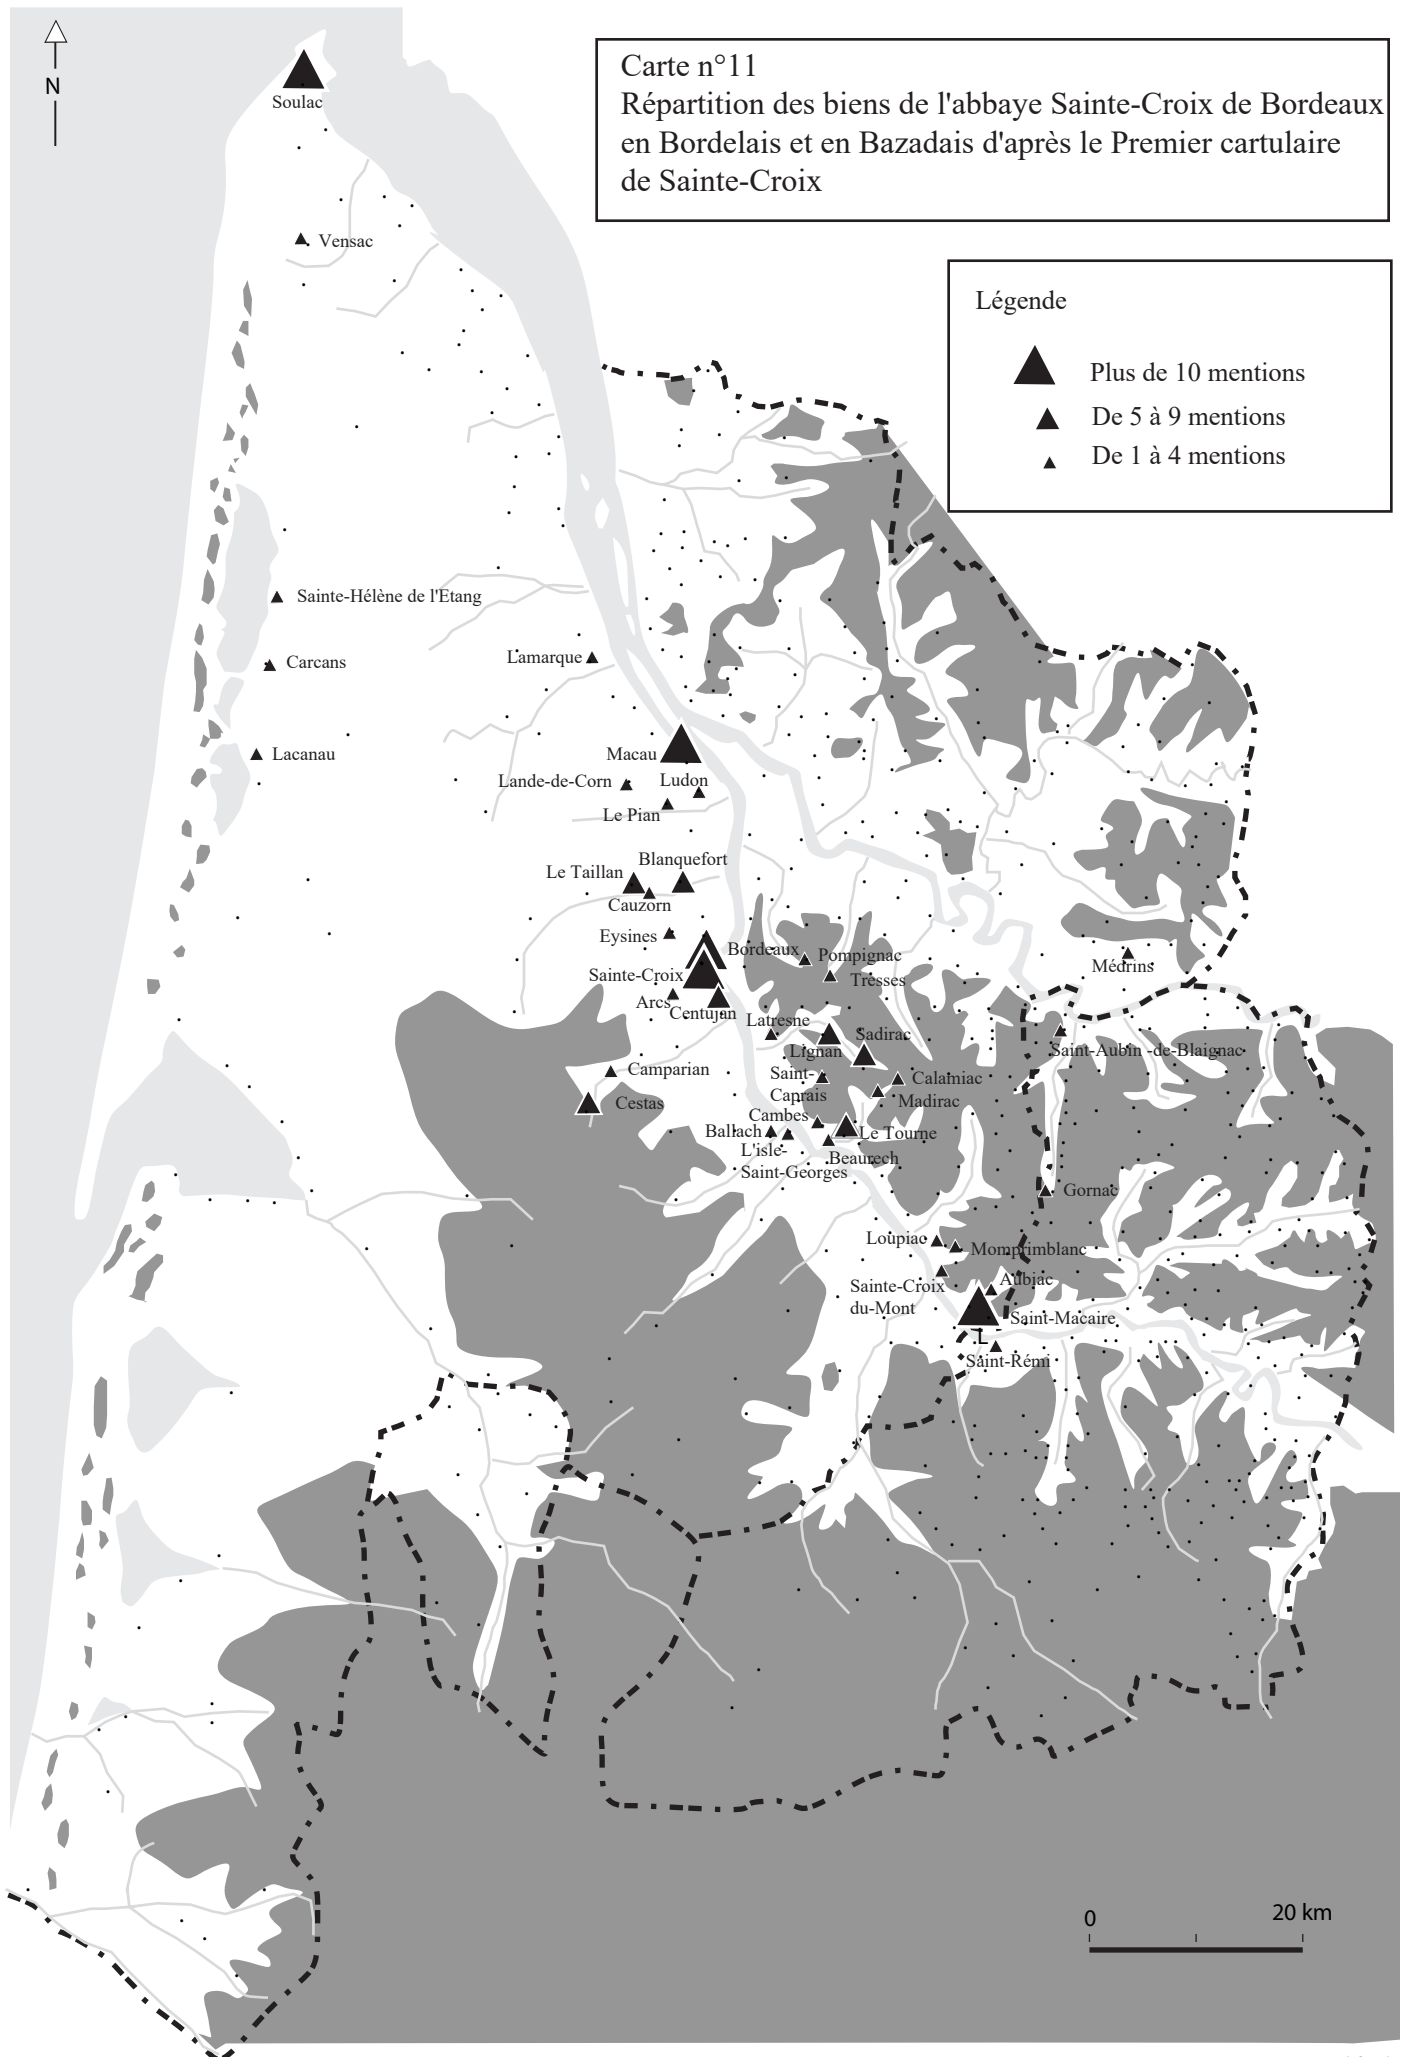 N
Carte n°11
Répartition des biens de l'abbaye Sainte-Croix de Bordeaux
en Bordelais et en Bazadais d'après le Premier cartulaire
de Sainte-Croix
Légende
Plus de 10 mentions
De 5 à 9 mentions
De 1 à 4 mentions
Soulac
Vensac
Sainte-Hélène de l'Etang
Carcans
Lamarque
Lacanau
Macau
Lande-de-Corn
Ludon
Le Pian
Blanquefort
Le Taillan
Cauzorn
Eysines
Bordeaux
Pompignac
Sainte-Croix
Tresses
Médrins
Arcs
Centujan
Latresne
Lignan
Sadirac
Saint-Aubin -de-Blaignac
Camparian
Saint-
Caprais
Calamiac
Madirac
Cestas
Cambes
Ballach
Le Tourne
L'isle-
Saint-Georges
Beaurech
Gornac
Loupiac
Momprimblanc
Sainte-Croix
du-Mont
Aubiac
Saint-Macaire
L
Saint-Rémi
0
20 km